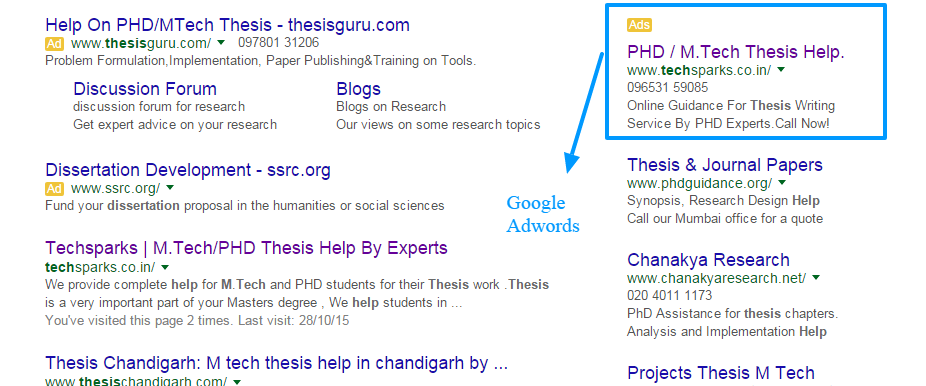 Help On PHD/MTech Thesis - thesisguru.com
Ad www.thesisguru.com/ 097801 31206
Problem Formulation,Implementation, Paper Publishing&Training on Tools.
Discussion Forum
discussion forum for research
Get expert advice on your research
Blogs
Blogs on Research
Our views on some research topics
Dissertation Development - ssrc.org
Ad www.ssrc.org/
Fund your dissertation proposal in the humanities or social sciences
Techsparks | M.Tech/PHD Thesis Help By Experts
techsparks.co.in/
We provide complete help for M.Tech and PHD students for their Thesis work .Thesis
is a very important part of your Masters degree , We help students in ...
You've visited this page 2 times. Last visit: 28/10/15
Thesis Chandigarh: M tech thesis help in chandigarh by ...
www.thesischandigarh.com/
Google
Adwords
Ads
PHD / M.Tech Thesis Help.
www.techsparks.co.in/
096531 59085
Online Guidance For Thesis Writing
Service By PHD Experts.Call Now!
Thesis & Journal Papers
www.phdguidance.org/
Synopsis, Research Design Help
Call our Mumbai office for a quote
Chanakya Research
www.chanakyaresearch.net/
020 4011 1173
PhD Assistance for thesis chapters.
Analysis and Implementation Help
Projects Thesis M Tech